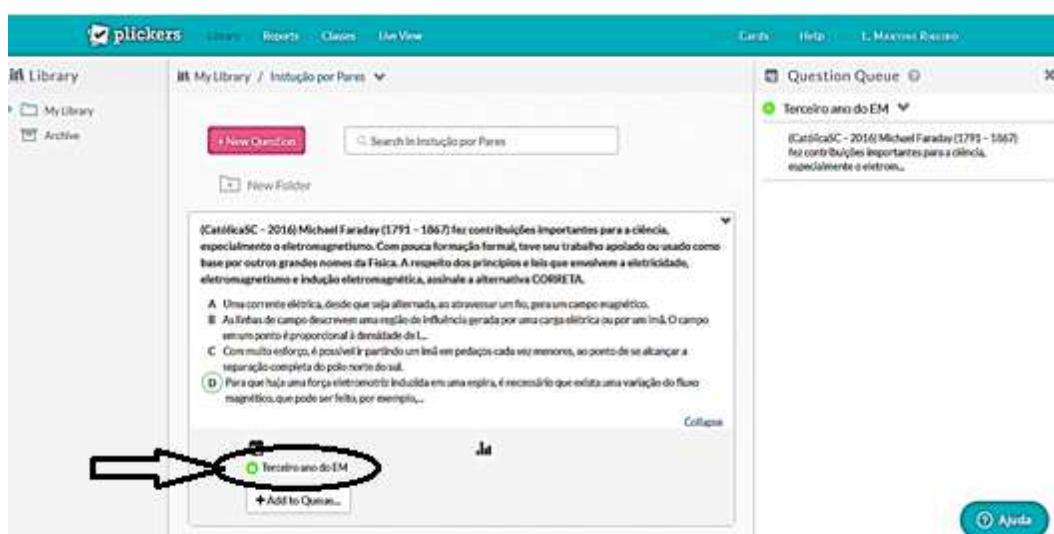 plickers Library Reports Classes Live View Cards Help
Library
My Library
Archive
My Library / Instução por Pares
+ New Question
Search in Instução por Pares
New Folder
(CatólicaSC – 2016) Michael Faraday (1791 – 1867) fez contribuições importantes para a ciência,
especialmente o eletromagnetismo. Com pouca formação formal, teve seu trabalho apoiado ou usado como
base por outros grandes nomes da Física. A respeito dos princípios e leis que envolvem a eletricidade,
eletromagnetismo e indução eletromagnética, assinale a alternativa CORRETA.
A Uma corrente elétrica, desde que seja alternada, ao atravessar um fio, gera um campo magnético.
B As linhas de campo descrevem uma região de influência gerada por uma carga elétrica ou por um ímã. O campo
em um ponto é proporcional à densidade de l...
C Com muito esforço, é possível ir partindo um ímã em pedaços cada vez menores, ao ponto de se alcançar a
separação completa do polo norte do sul.
D Para que haja uma força eletromotriz induzida em uma espira, é necessário que exista uma variação do fluxo
magnético, que pode ser feito, por exemplo,...
Collapse
Terceiro ano do EM
+ Add to Queue...
Question Queue
Terceiro ano do EM
(CatólicaSC – 2016) Michael Faraday (1791 – 1867)
fez contribuições importantes para a ciência,
especialmente o eletrom...
Ajuda